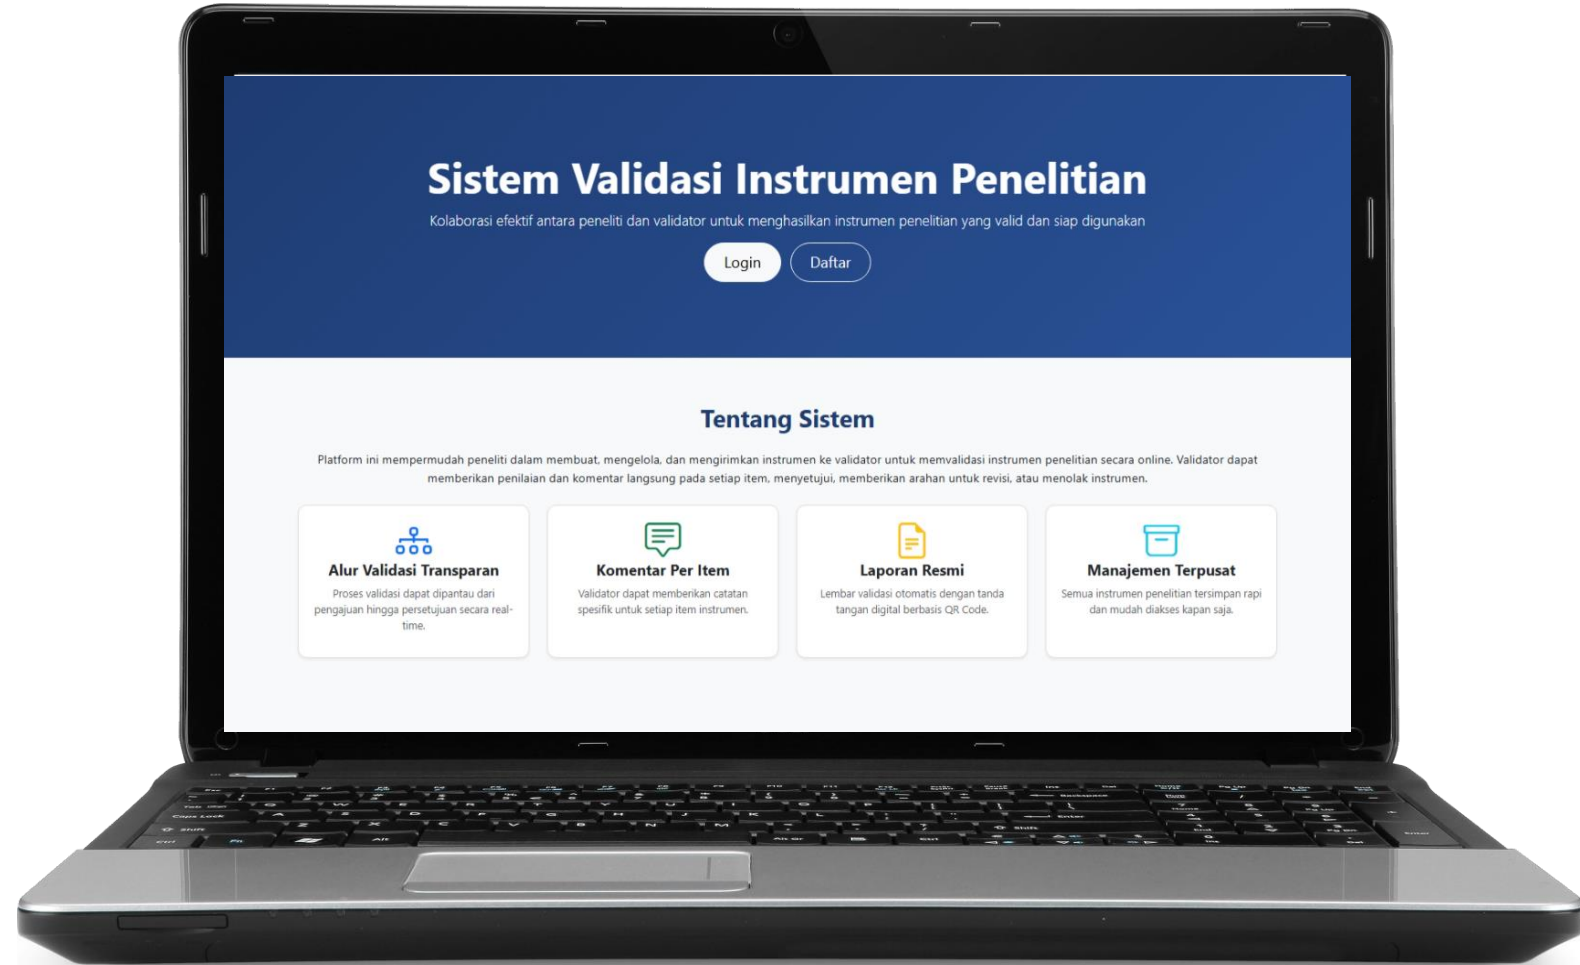 Sistem Validasi Instrumen Penelitian
Kolaborasi efektif antara peneliti dan validator untuk menghasilkan instrumen penelitian yang valid dan siap digunakan
Login Daftar
Tentang Sistem
Platform ini mempermudah peneliti dalam membuat, mengelola, dan mengirimkan instrumen ke validator untuk memvalidasi instrumen penelitian secara online. Validator dapat
memberikan penilaian dan komentar langsung pada setiap item, menyetujui, memberikan arahan untuk revisi, atau menolak instrumen.
Alur Validasi Transparan
Proses validasi dapat dipantau dari
pengajuan hingga persetujuan secara real-
time.
Komentar Per Item
Validator dapat memberikan catatan
spesifik untuk setiap item instrumen.
Laporan Resmi
Lembar validasi otomatis dengan tanda
tangan digital berbasis QR Code.
Manajemen Terpusat
Semua instrumen penelitian tersimpan rapi
dan mudah diakses kapan saja.
Caps Lock